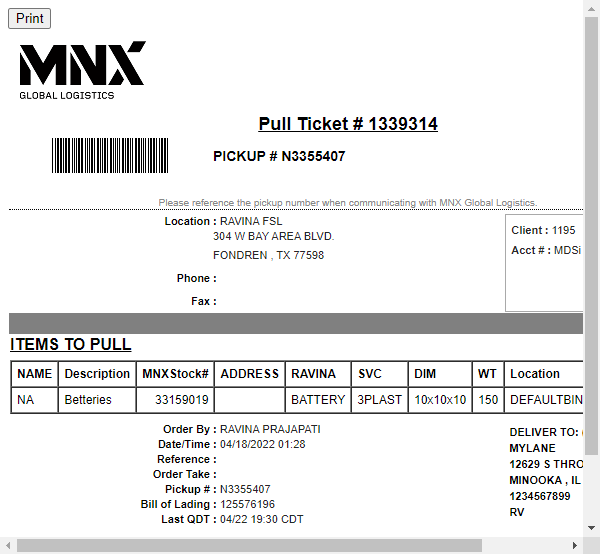 Print
MNX
GLOBAL LOGISTICS
Pull Ticket # 1339314
PICKUP # N3355407
Please reference the pickup number when communicating with MNX Global Logistics.
Location : RAVINA FSL
304 W BAY AREA BLVD.
FONDREN , TX 77598
Phone :
Fax :
Client : 1195
Acct # : MDSi
ITEMS TO PULL
NAME Description MNXStock# ADDRESS RAVINA SVC DIM WT Location
NA Betteries 33159019 BATTERY 3PLAST 10x10x10 150 DEFAULTBIN
Order By : RAVINA PRAJAPATI
Date/Time : 04/18/2022 01:28
Reference :
Order Take :
Pickup # : N3355407
Bill of Lading : 125576196
Last QDT : 04/22 19:30 CDT
DELIVER TO:
MYLANE
12629 S THRO
MINOOKA , IL
1234567899
RV